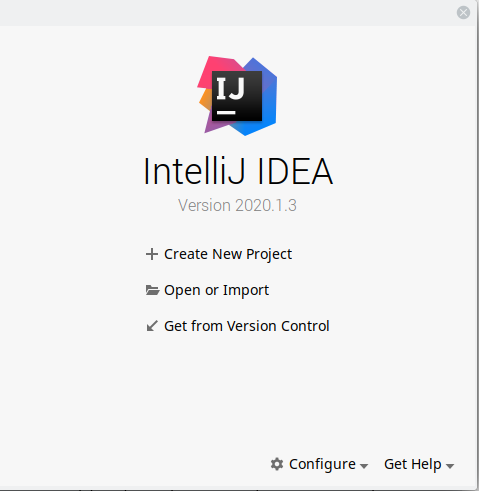 IJ
IntelliJ IDEA
Version 2020.1.3
Create New Project
Open or Import
Get from Version Control
Configure Get Help